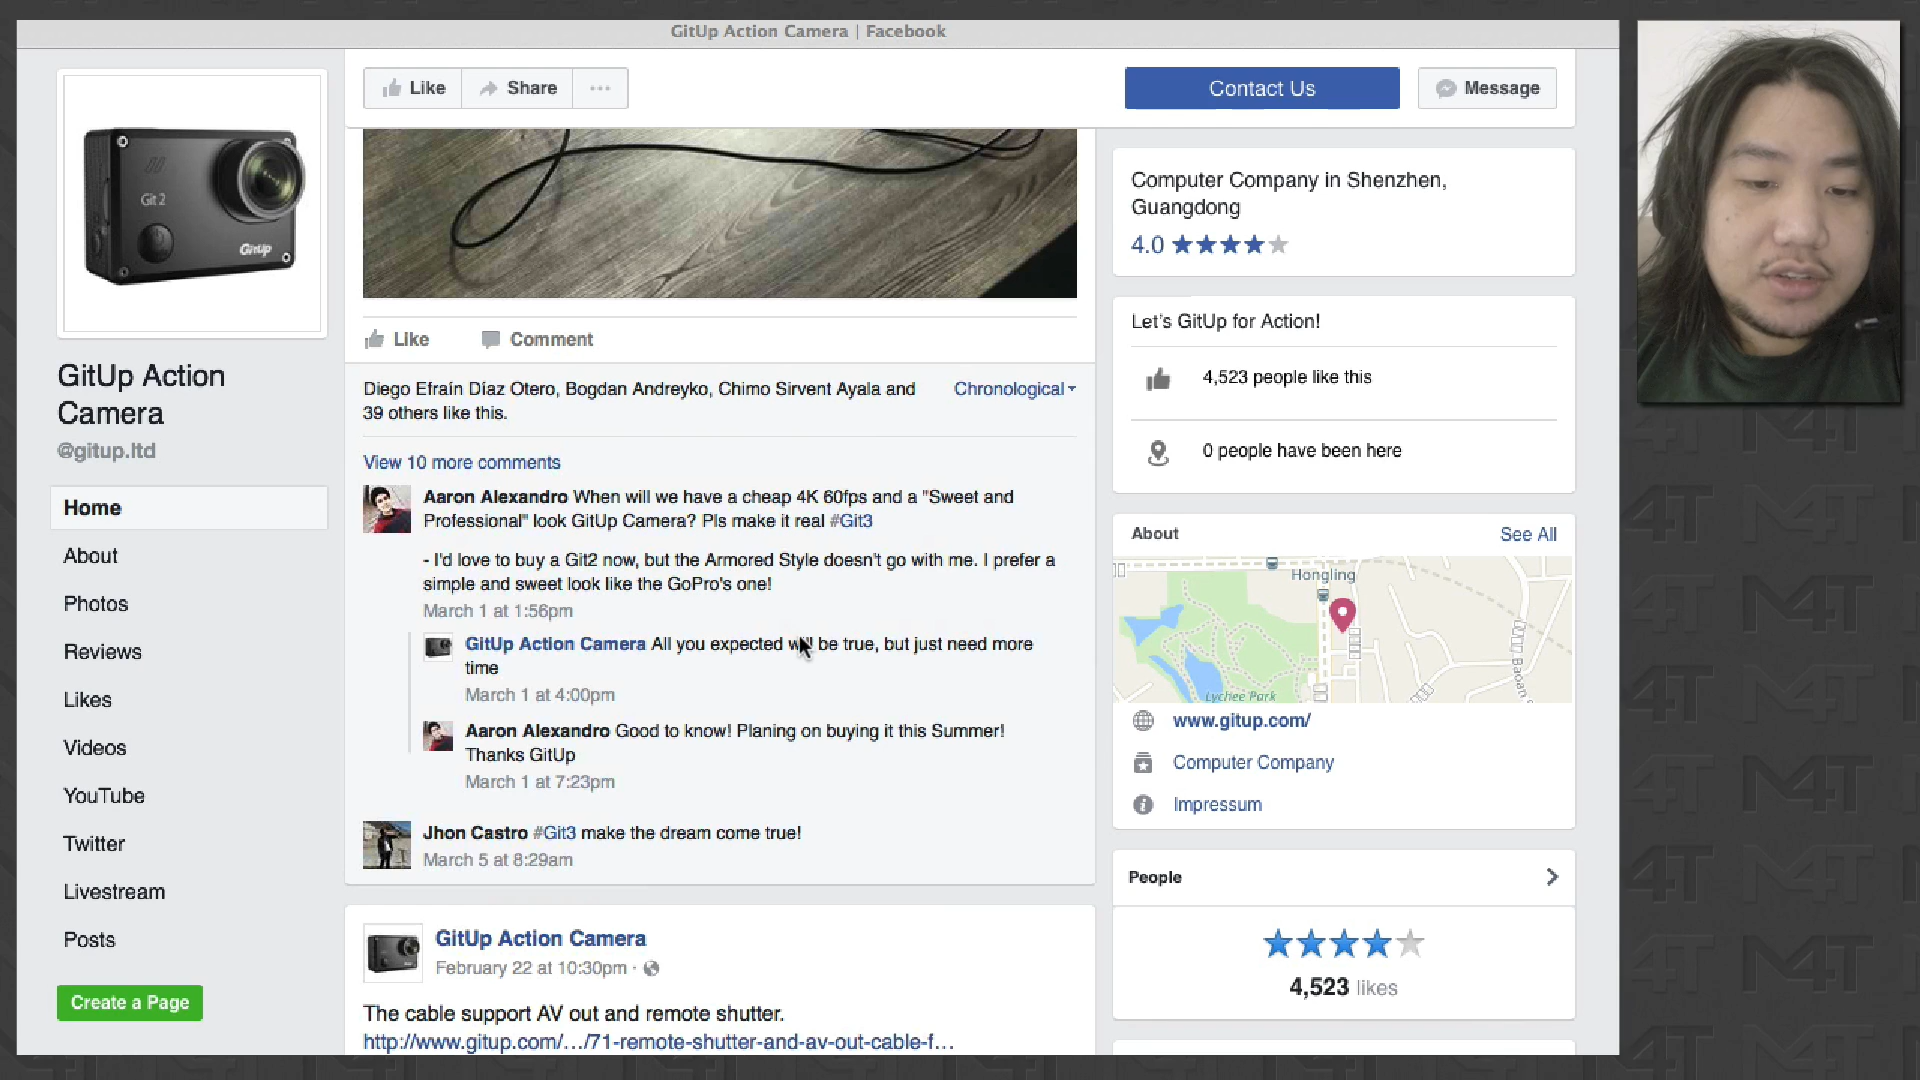 GitUp Action Camera | Facebook
Like
Share
Contact Us
Message
Git 2
GitUp
GitUp Action
Camera
@gitup.ltd
Home
About
Photos
Reviews
Likes
Videos
YouTube
Twitter
Livestream
Posts
Create a Page
Like
Comment
Diego Efraín Díaz Otero, Bogdan Andreyko, Chimo Sirvent Ayala and
39 others like this.
Chronological
View 10 more comments
Aaron Alexandro When will we have a cheap 4K 60fps and a "Sweet and
Professional" look GitUp Camera? Pls make it real #Git3
- I'd love to buy a Git2 now, but the Armored Style doesn't go with me. I prefer a
simple and sweet look like the GoPro's one!
March 1 at 1:56pm
GitUp Action Camera All you expected will be true, but just need more
time
March 1 at 4:00pm
Aaron Alexandro Good to know! Planing on buying it this Summer!
Thanks GitUp
March 1 at 7:23pm
Jhon Castro #Git3 make the dream come true!
March 5 at 8:29am
GitUp Action Camera
February 22 at 10:30pm ·
The cable support AV out and remote shutter.
http://www.gitup.com/.../71-remote-shutter-and-av-out-cable-f...
Computer Company in Shenzhen,
Guangdong
4.0
Let's GitUp for Action!
4,523 people like this
0 people have been here
About
See All
Hongling
Lychee Park
Baoan
www.gitup.com/
Computer Company
Impressum
People
4,523 likes